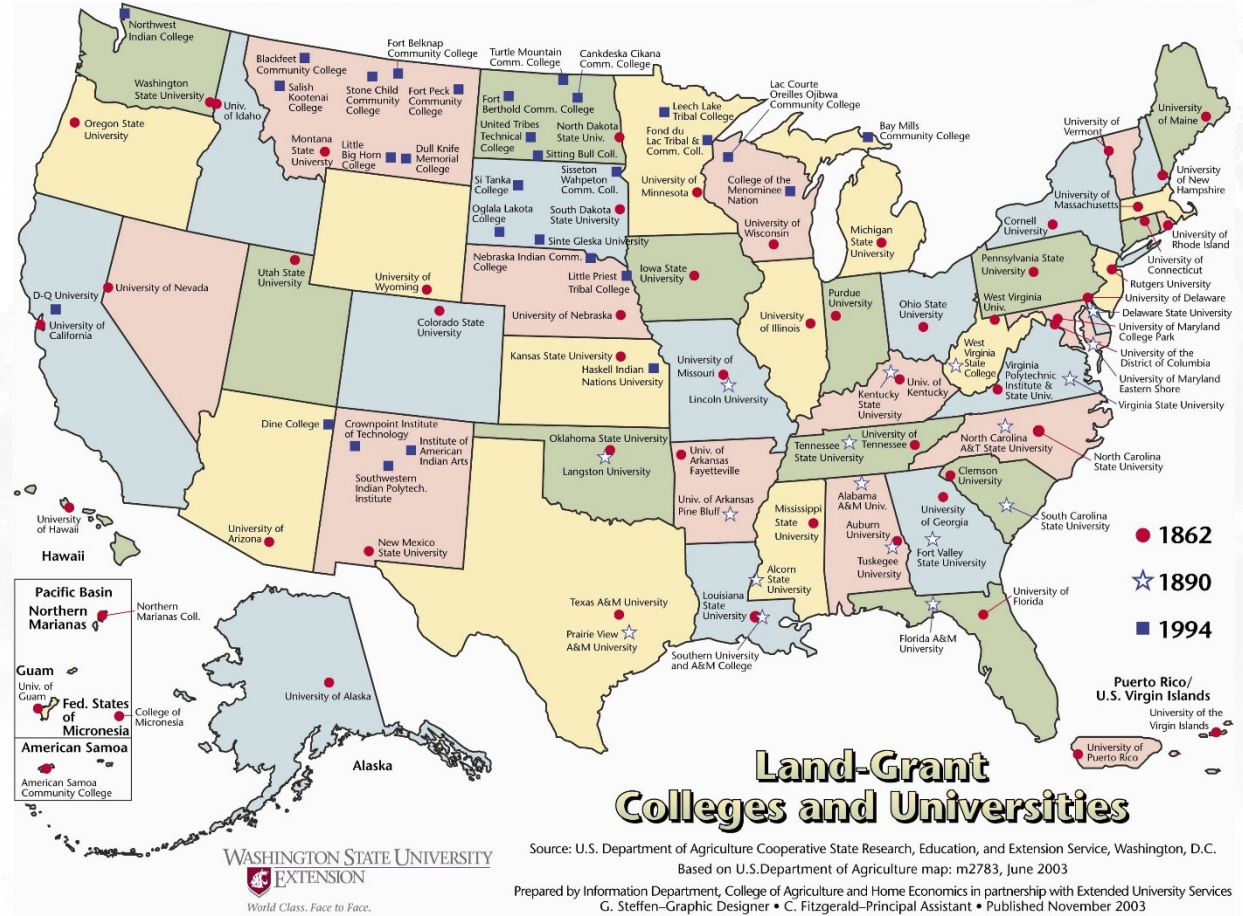 Northwest
Indian College
Washington
State University
Univ.
of Idaho
Oregon State
University
Blackfeet
Community College
Salish
Kootenai
College
Stone Child
Community
College
Fort Belknap
Community College
Fort Peck
Community
College
Montana
State
University
Little
Big Horn
College
Dull Knife
Memorial
College
Turtle Mountain
Comm. College
Cankdeska Cikana
Comm. College
Fort
Berthold Comm. College
United Tribes
Technical
College
North Dakota
State Univ.
Sitting Bull Coll.
Si Tanka
College
Sisseton
Wahpeton
Comm. Coll.
Oglala Lakota
College
South Dakota
State University
Sinte Gleska University
Leech Lake
Tribal College
Fond du
Lac Tribal &
Comm. Coll.
University of
Minnesota
Lac Courte
Oreilles Ojibwa
Community College
College of the
Menominee
Nation
University of
Wisconsin
Bay Mills
Community College
Michigan
State
University
University of
Vermont
University
of Maine
University
of New
Hampshire
University of
Massachusetts
Cornell
University
University of
Rhode Island
University of
Connecticut
Pennsylvania State
University
Rutgers University
University of Delaware
Delaware State University
University of Maryland
College Park
University of the
District of Columbia
University of Maryland
Eastern Shore
Virginia State University
West Virginia
Univ.
West
Virginia
State
College
Virginia
Polytechnic
Institute &
State Univ.
D-Q University
University of
California
University of Nevada
Utah State
University
University of
Wyoming
Colorado State
University
Nebraska Indian Comm.
College
Little Priest
Tribal College
University of Nebraska
Iowa State
University
University
of Illinois
Purdue
University
Ohio State
University
Kansas State University
Haskell Indian
Nations University
University of
Missouri
Lincoln University
Kentucky
State
University
Univ. of
Kentucky
Tennessee
State University
University of
Tennessee
North Carolina
A&T State University
North Carolina
State University
Dine College
Crownpoint Institute
of Technology
Institute of
American
Indian Arts
Southwestern
Indian Polytech.
Institute
University of
Arizona
New Mexico
State University
Oklahoma State University
Langston University
Univ. of
Arkansas
Fayetteville
Univ. of Arkansas
Pine Bluff
Mississippi
State
University
Alcorn
State
University
Alabama
A&M Univ.
Auburn
University
Tuskegee
University
Clemson
University
University
of Georgia
Fort Valley
State University
South Carolina
State University
Texas A&M University
Prairie View
A&M University
Louisiana
State
University
Southern University
and A&M College
Florida A&M
University
University of
Florida
University
of Hawaii
Hawaii
Pacific Basin
Northern
Marianas
Northern
Marianas Coll.
Guam
Univ. of
Guam
Fed. States
of
Micronesia
College of
Micronesia
American Samoa
American Samoa
Community College
University of Alaska
Alaska
1862
1890
1994
Puerto Rico/
U.S. Virgin Islands
University of the
Virgin Islands
University of
Puerto Rico
Land-Grant
Colleges and Universities
WASHINGTON STATE UNIVERSITY
EXTENSION
World Class. Face to Face.
Source: U.S. Department of Agriculture Cooperative State Research, Education, and Extension Service, Washington, D.C.
Based on U.S.Department of Agriculture map: m2783, June 2003
Prepared by Information Department, College of Agriculture and Home Economics in partnership with Extended University Services
G. Steffen–Graphic Designer • C. Fitzgerald–Principal Assistant • Published November 2003